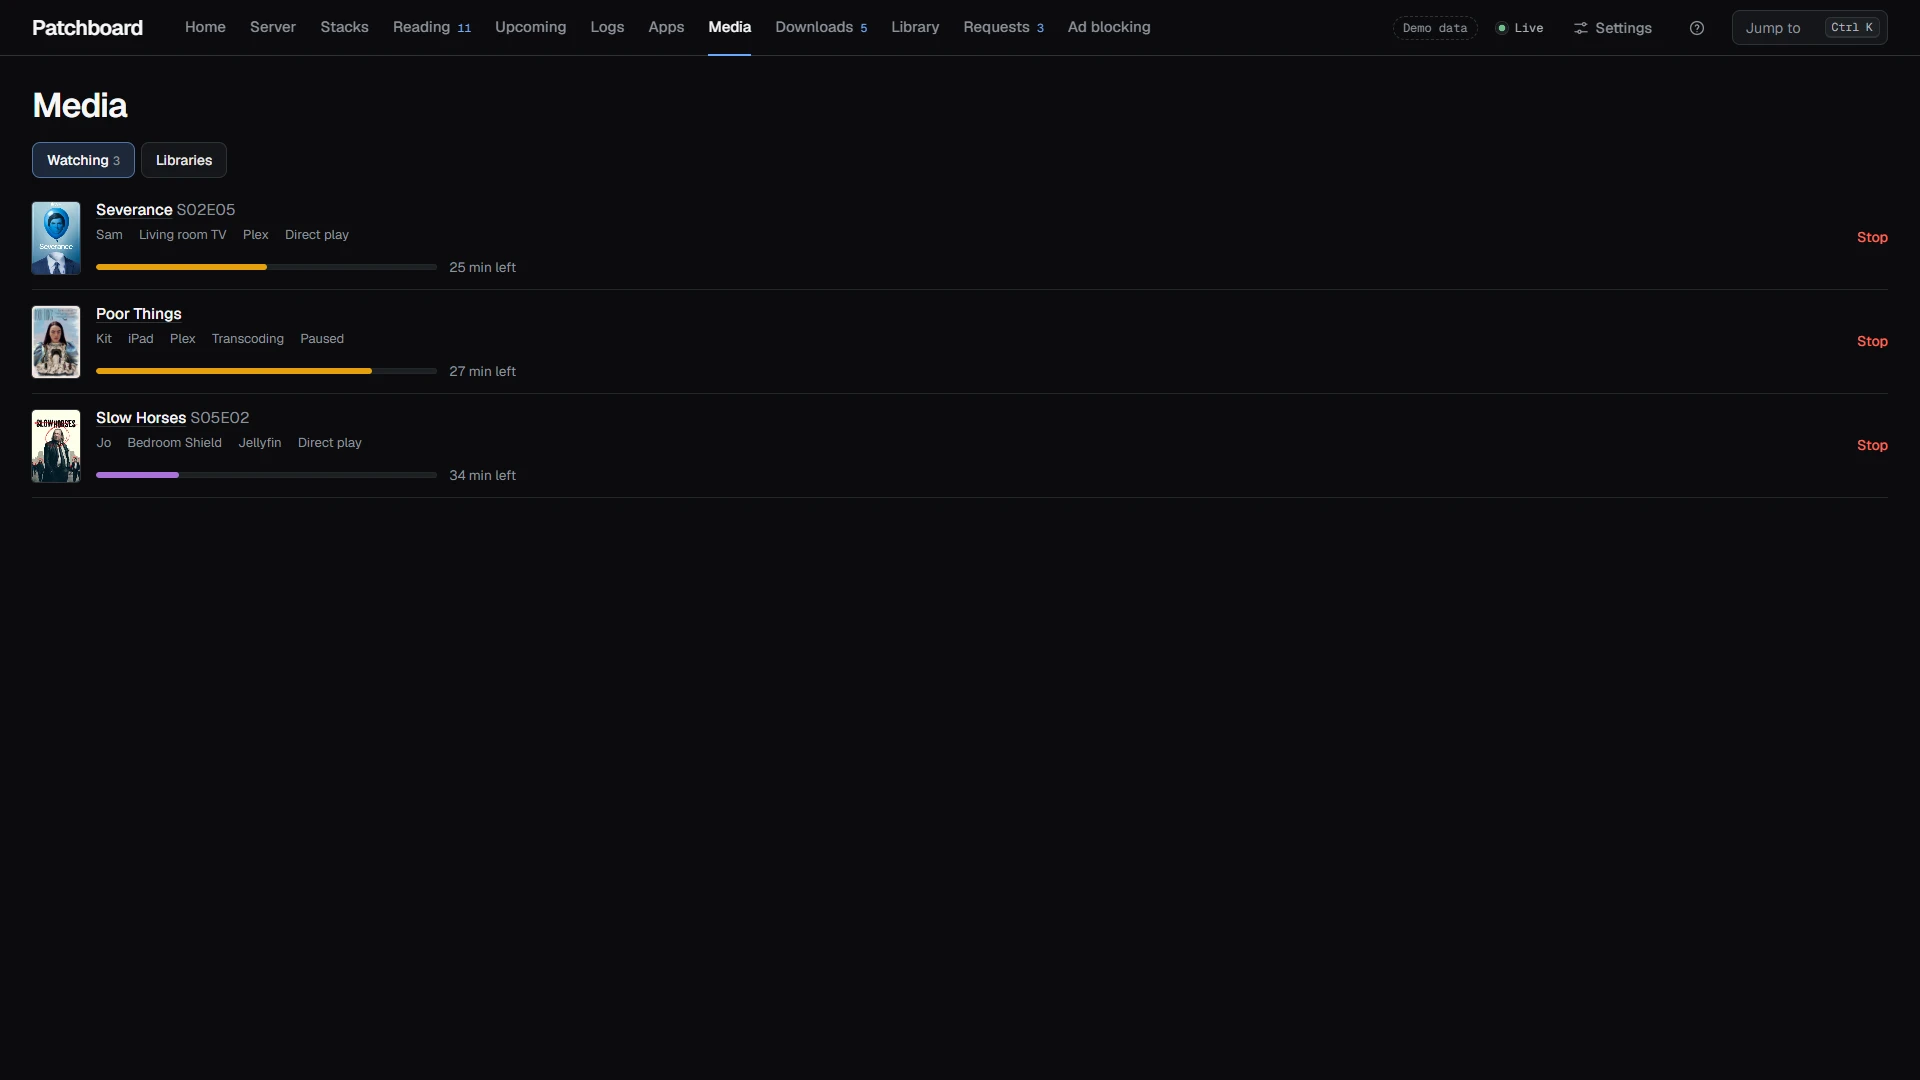 Patchboard Home Server Stacks Reading 11 Upcoming Logs Apps Media Downloads 5 Library Requests 3 Ad blocking Demo data Live Settings Jump to Ctrl K
Media
Watching 3 Libraries
Severance S02E05
Sam Living room TV Plex Direct play
25 min left
Stop
Severance
Poor Things
Kit iPad Plex Transcoding Paused
27 min left
Stop
Slow Horses S05E02
Jo Bedroom Shield Jellyfin Direct play
34 min left
Stop
SLOW HORSES